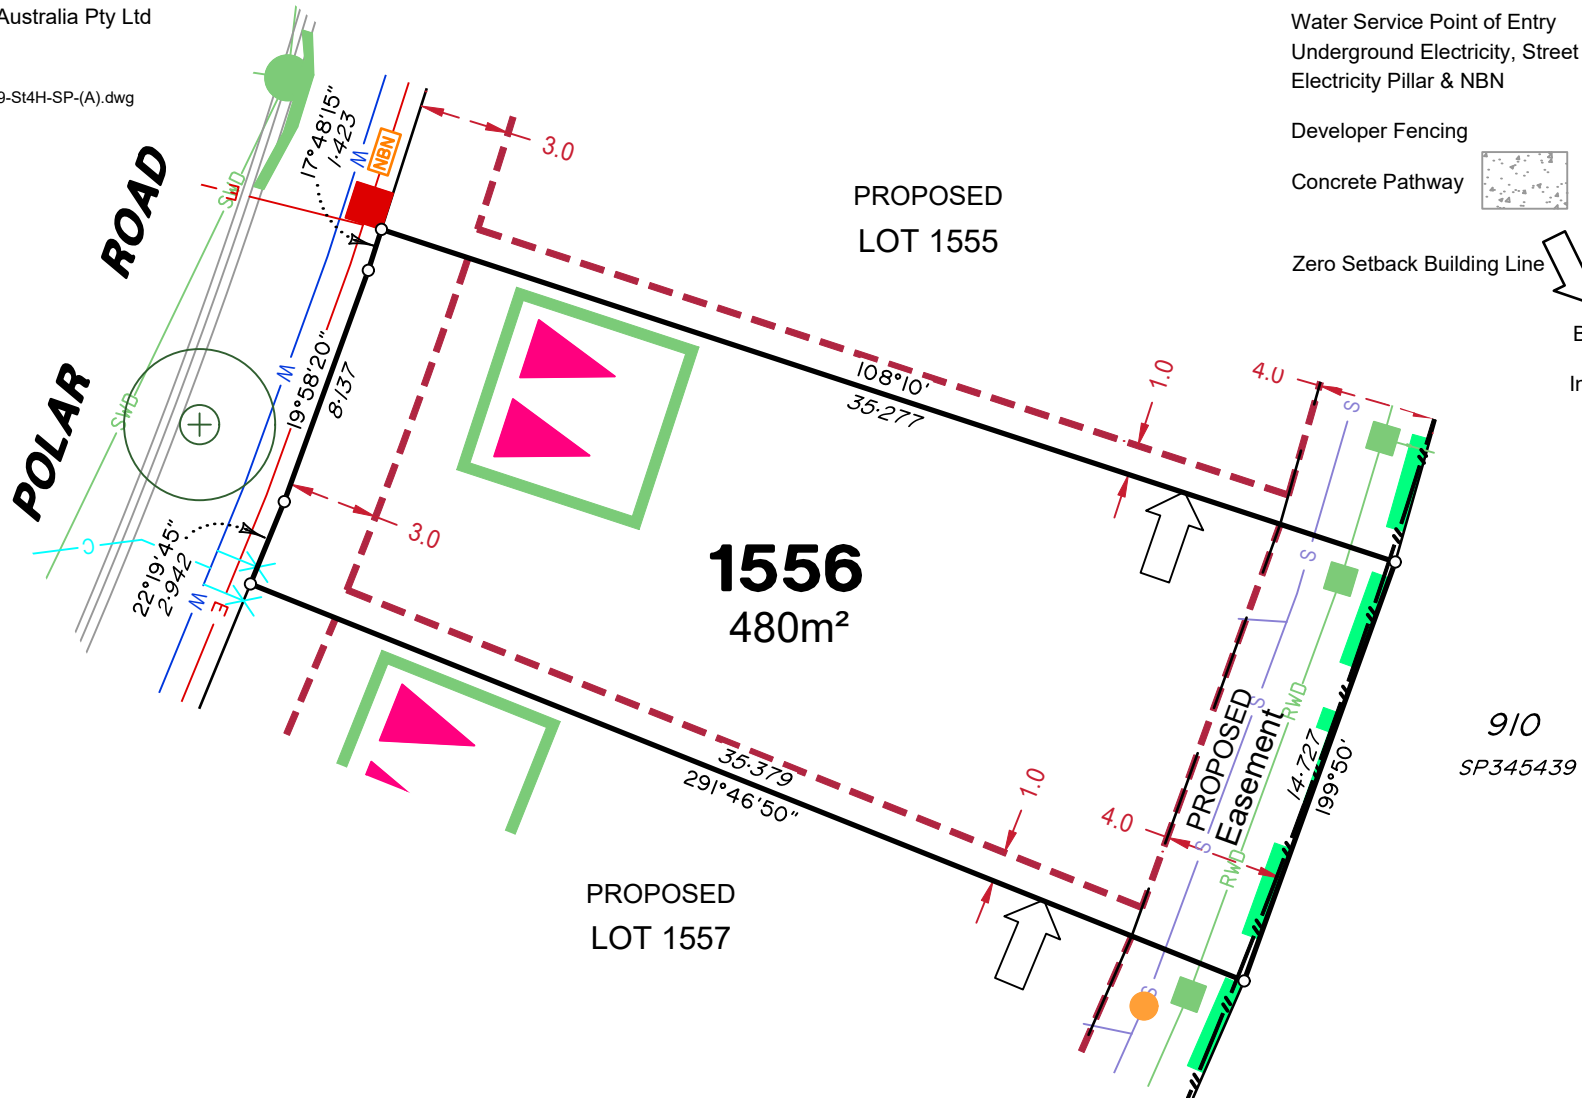 Australia Pty Ltd
9-St4H-SP-(A).dwg
Water Service Point of Entry
Underground Electricity, Street
Electricity Pillar & NBN
Developer Fencing
Concrete Pathway
Zero Setback Building Line
B
In
POLAR ROAD
SWD
SWD
17°48'15"
1·423
NBN
W
E
3.0
PROPOSED
LOT 1555
W
19°58'20"
8·137
108°10'
35·277
1.0
4.0
S
3.0
22°19'45"
2·942
C
W
E
1556
480m²
S
S
RWD
PROPOSED
Easement
14·727
199°50'
910
SP345439
35·379
291°46'50"
1.0
4.0
S
RWD
PROPOSED
LOT 1557
S